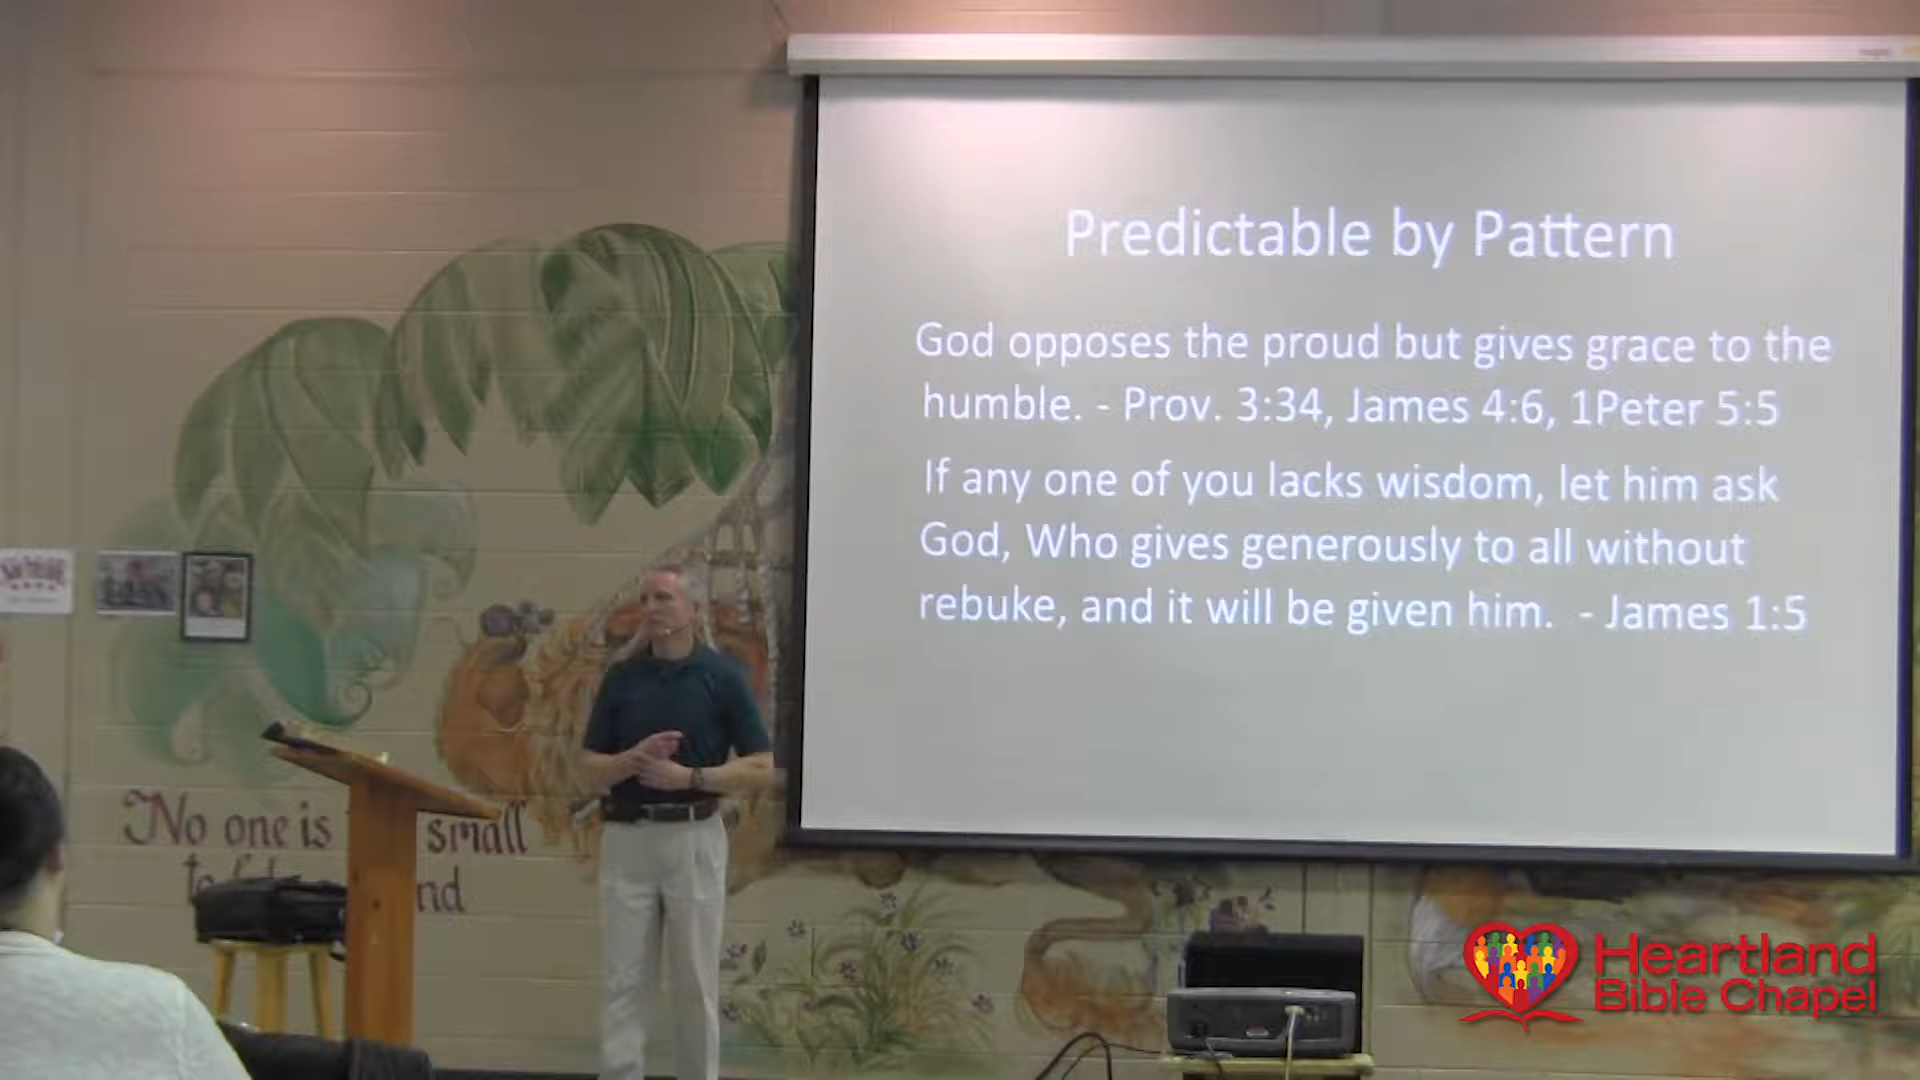 Predictable by Pattern
God opposes the proud but gives grace to the
humble. - Prov. 3:34, James 4:6, 1Peter 5:5
If any one of you lacks wisdom, let him ask
God, Who gives generously to all without
rebuke, and it will be given him. - James 1:5
No one is small
nd
Heartland
Bible Chapel